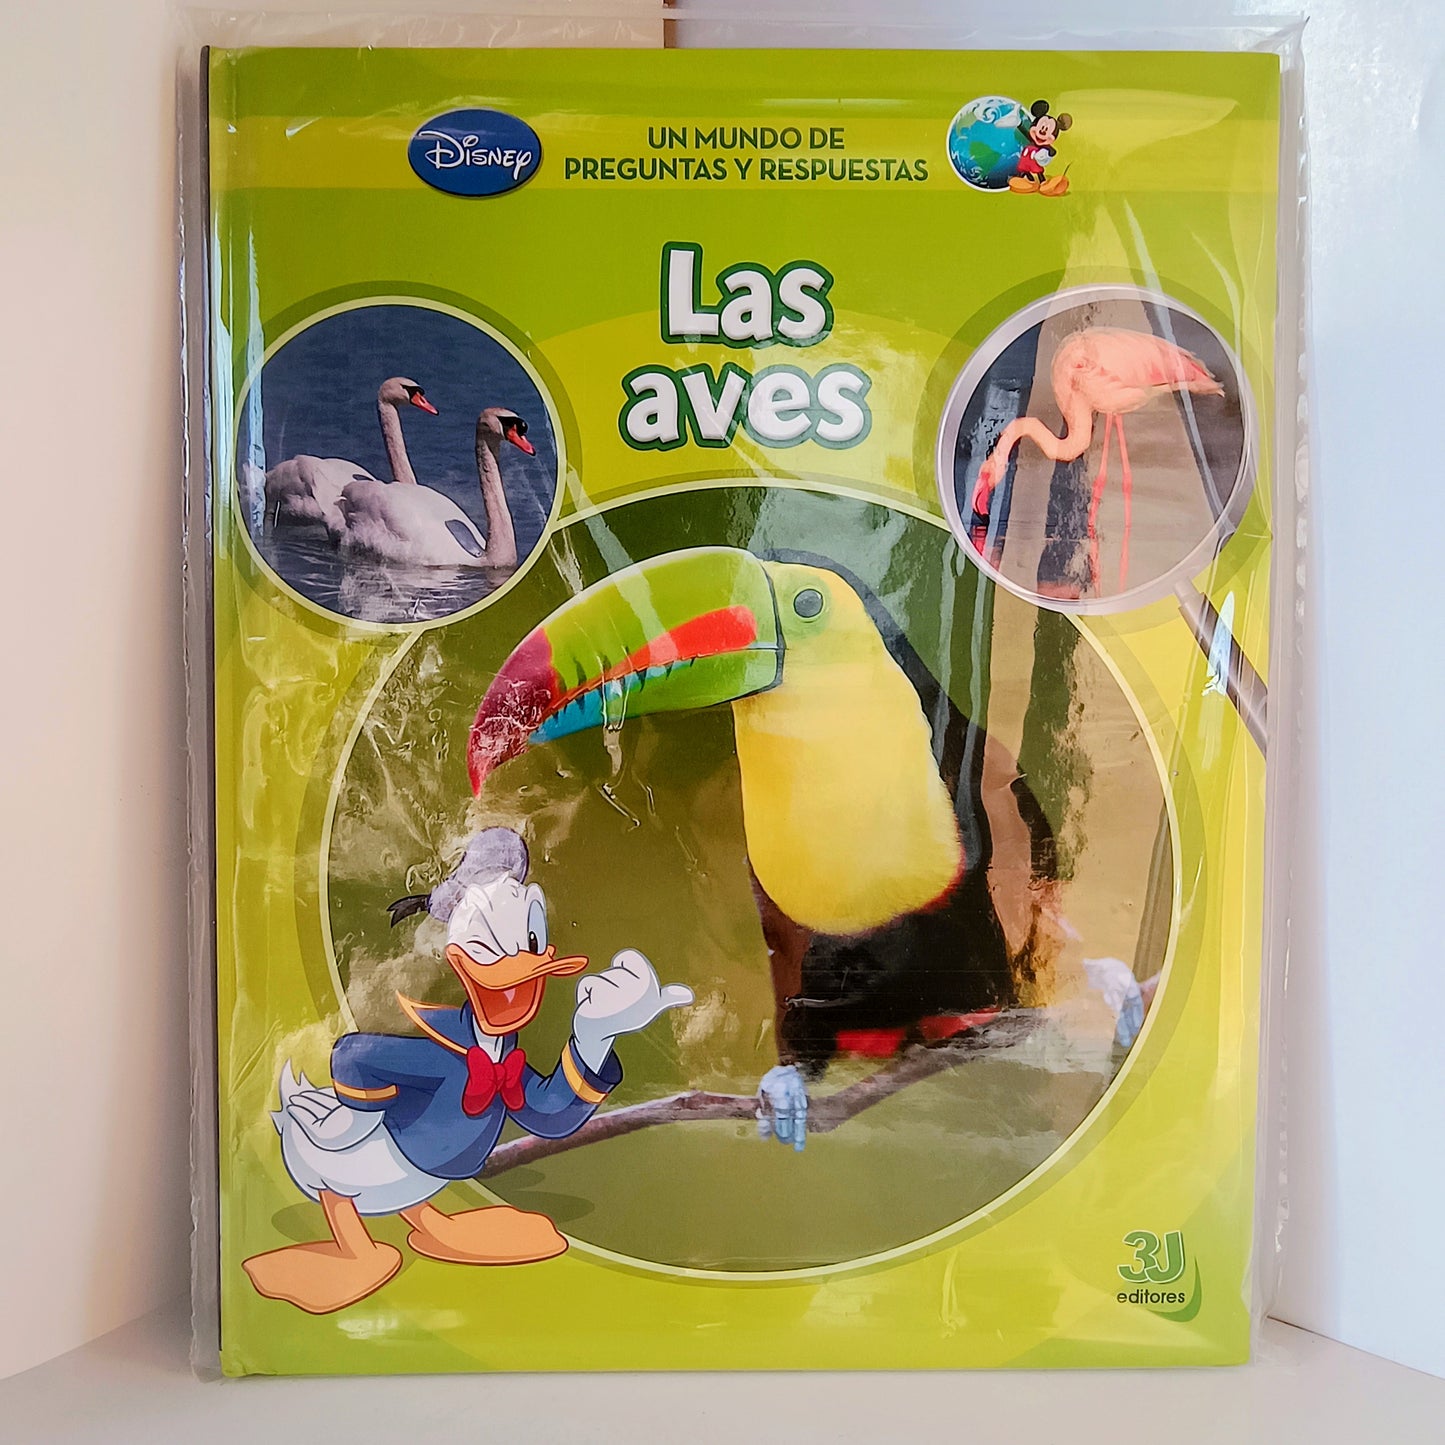 Disney
UN MUNDO DE
PREGUNTAS Y RESPUESTAS
Las
aves
3J
editores